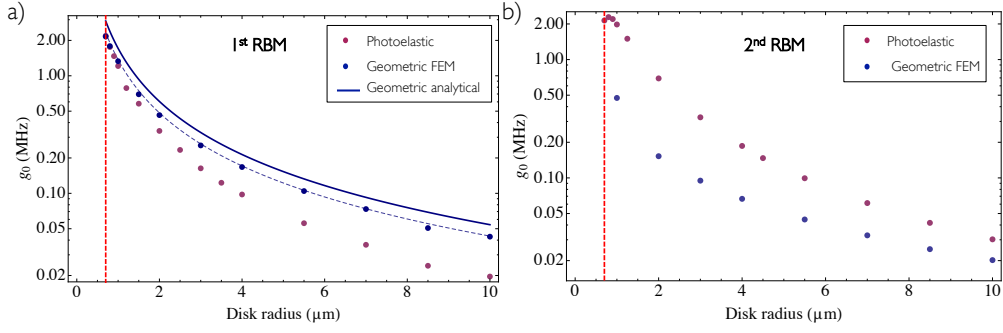 a)
1st RBM
Photoelastic
Geometric FEM
Geometric analytical
2.00
1.00
0.50
0.20
0.10
0.05
0.02
g0 (MHz)
0 2 4 6 8 10
Disk radius (μm)
b)
2nd RBM
Photoelastic
Geometric FEM
2.00
1.00
0.50
0.20
0.10
0.05
0.02
g0 (MHz)
0 2 4 6 8 10
Disk radius (μm)